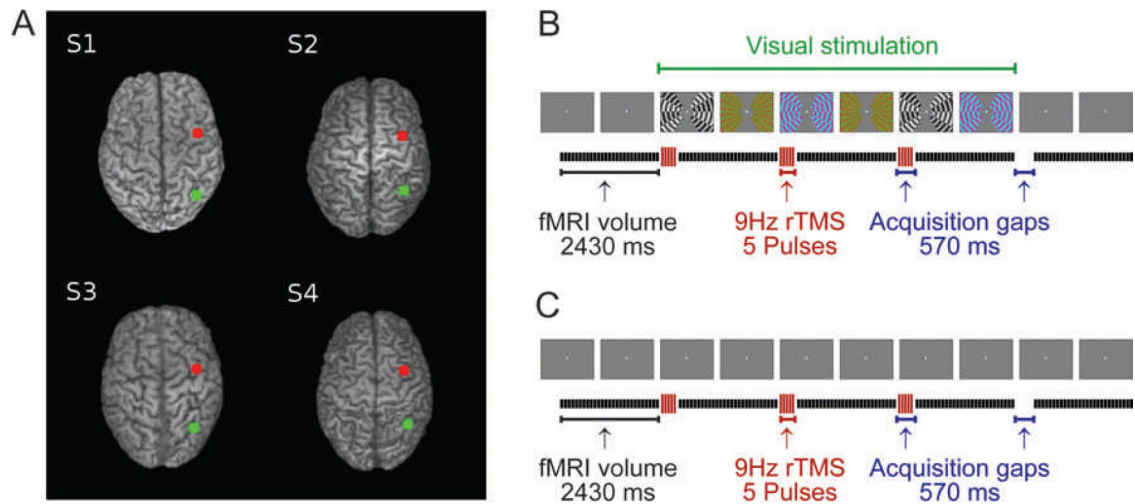 A
S1
S2
S3
S4
B
Visual stimulation
fMRI volume
2430 ms
9Hz rTMS
5 Pulses
Acquisition gaps
570 ms
C
fMRI volume
2430 ms
9Hz rTMS
5 Pulses
Acquisition gaps
570 ms